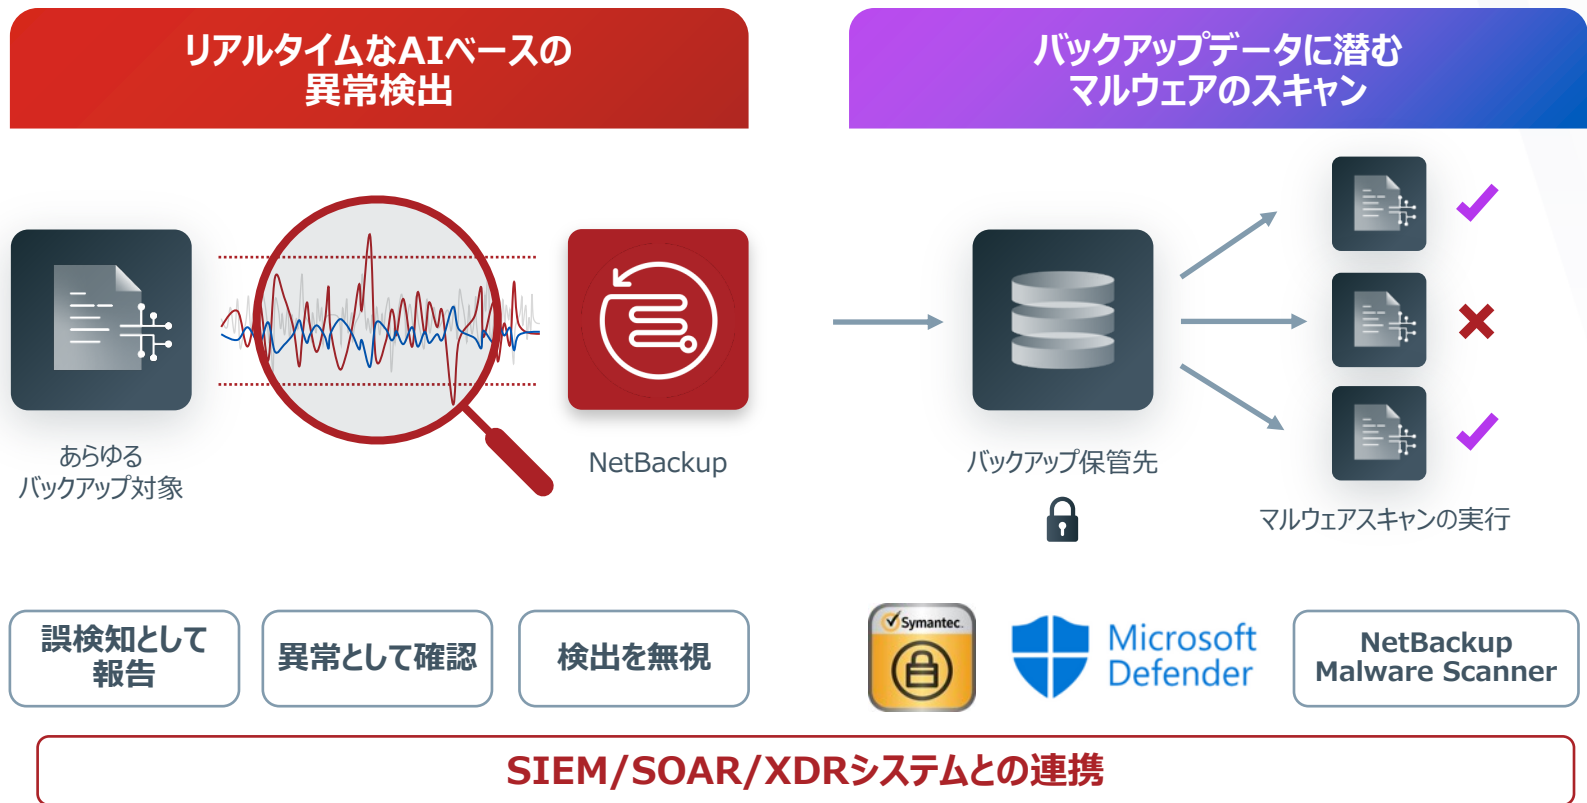 リアルタイムなAIベースの
異常検出
バックアップデータに潜む
マルウェアのスキャン
あらゆる
バックアップ対象
NetBackup
バックアップ保管先
マルウェアスキャンの実行
誤検知として
報告
異常として確認
検出を無視
Symantec.
Microsoft
Defender
NetBackup
Malware Scanner
SIEM/SOAR/XDRシステムとの連携